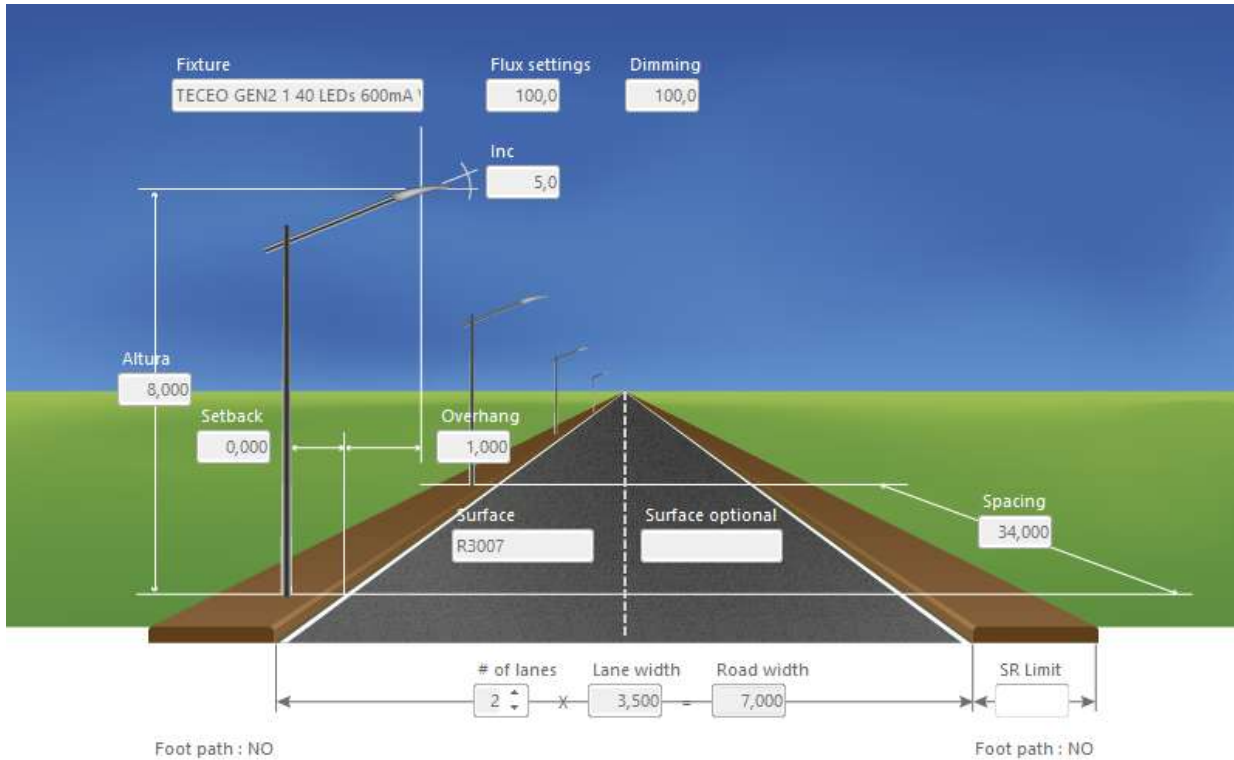 Fixture
Flux settings
Dimming
TECEO GEN2 1 40 LEDs 600mA
100,0
100,0
Inc
5,0
Altura
8,000
Setback
Overhang
0,000
1,000
Spacing
34,000
Surface
Surface optional
R3007
# of lanes
Lane width
Road width
SR Limit
2 x 3,500 = 7,000
Foot path : NO
Foot path : NO